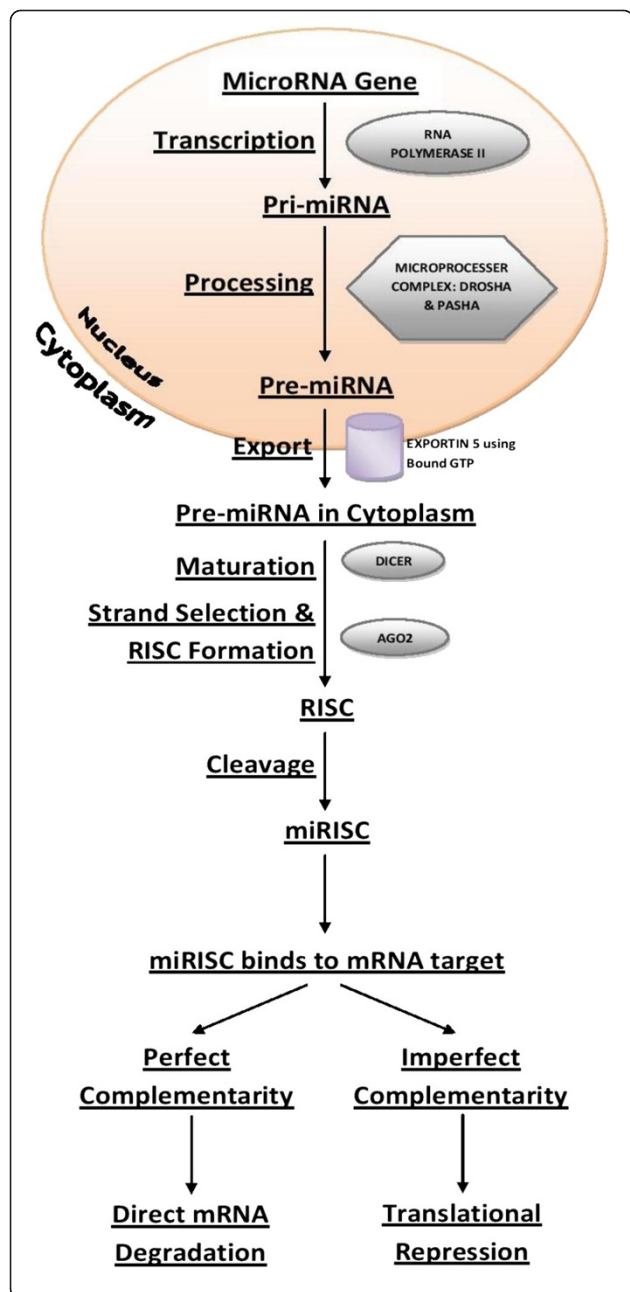 MicroRNA Gene
Transcription
RNA
POLYMERASE II
Pri-miRNA
Processing
MICROPROCESSER
COMPLEX: DROSHA
& PASHA
Nucleus
Cytoplasm
Pre-miRNA
Export
EXPORTIN 5 using
Bound GTP
Pre-miRNA in Cytoplasm
Maturation
DICER
Strand Selection &
RISC Formation
AGO2
RISC
Cleavage
miRISC
miRISC binds to mRNA target
Perfect
Complementarity
Imperfect
Complementarity
Direct mRNA
Degradation
Translational
Repression